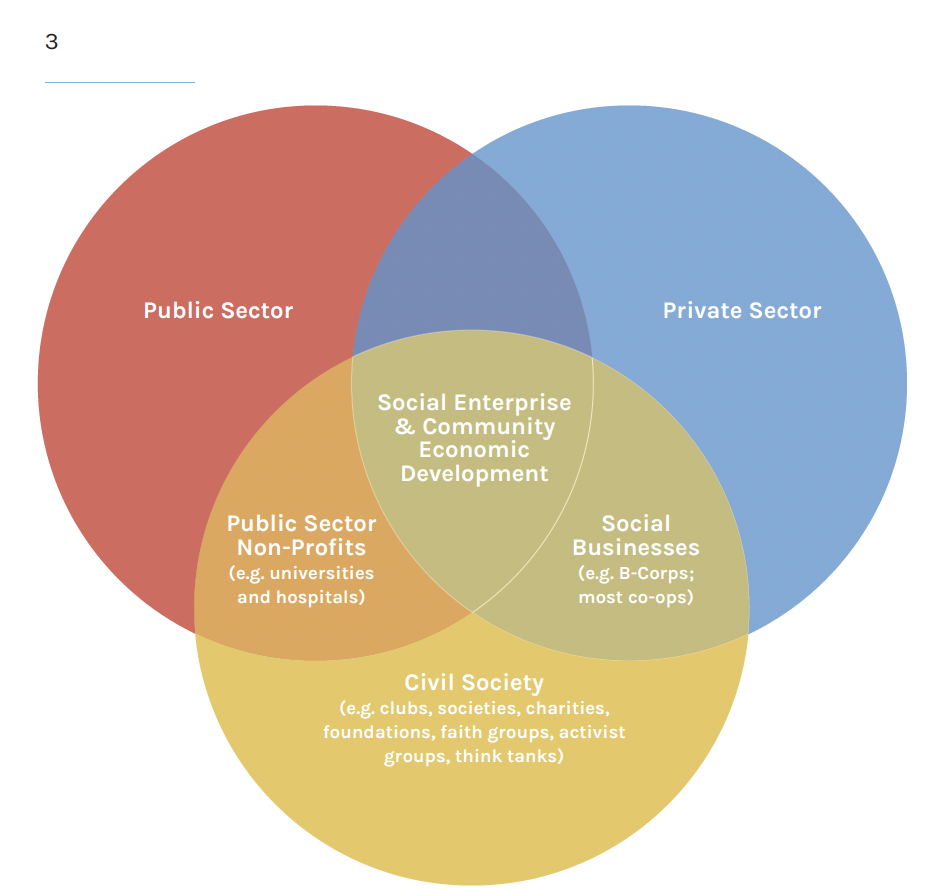 3
Public Sector
Private Sector
Social Enterprise
& Community
Economic
Development
Public Sector
Non-Profits
(e.g. universities
and hospitals)
Social
Businesses
(e.g. B-Corps;
most co-ops)
Civil Society
(e.g. clubs, societies, charities,
foundations, faith groups, activist
groups, think tanks)